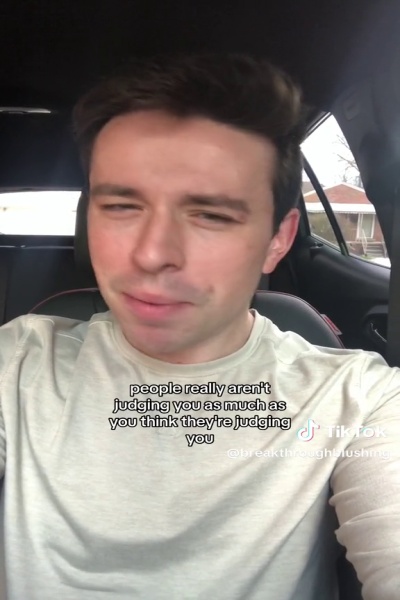 people really aren't
judging you as much as
you think they're judging
you
TikTok
@breakthroughblushing